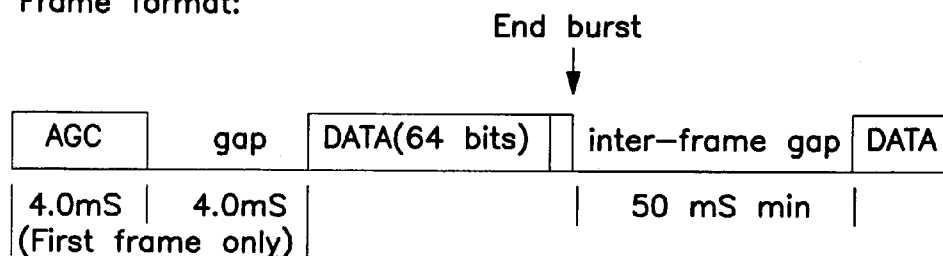 Frame format:
End burst
AGC gap DATA(64 bits) inter-frame gap DATA
4.0mS 4.0mS 50 mS min
(First frame only)